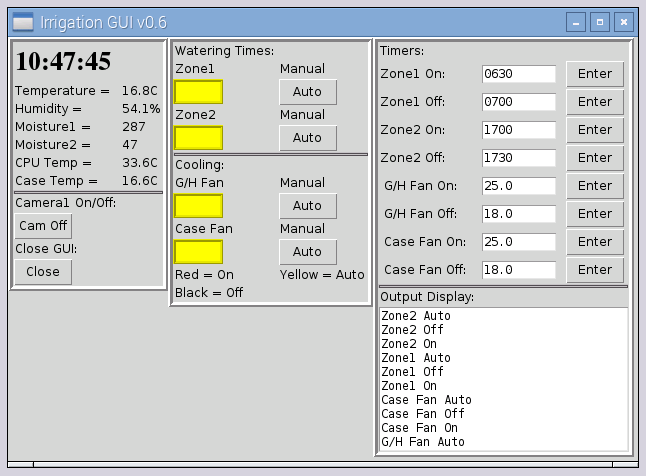 Irrigation GUI v0.6
10:47:45
Temperature = 16.8C
Humidity = 54.1%
Moisture1 = 287
Moisture2 = 47
CPU Temp = 33.6C
Case Temp = 16.6C
Camera1 On/Off:
Cam Off
Close GUI:
Close
Watering Times:
Zone1 Manual
Auto
Zone2 Manual
Auto
Cooling:
G/H Fan Manual
Auto
Case Fan Manual
Auto
Red = On Yellow = Auto
Black = Off
Timers:
Zone1 On: 0630 Enter
Zone1 Off: 0700 Enter
Zone2 On: 1700 Enter
Zone2 Off: 1730 Enter
G/H Fan On: 25.0 Enter
G/H Fan Off: 18.0 Enter
Case Fan On: 25.0 Enter
Case Fan Off: 18.0 Enter
Output Display:
Zone2 Auto
Zone2 Off
Zone2 On
Zone1 Auto
Zone1 Off
Zone1 On
Case Fan Auto
Case Fan Off
Case Fan On
G/H Fan Auto